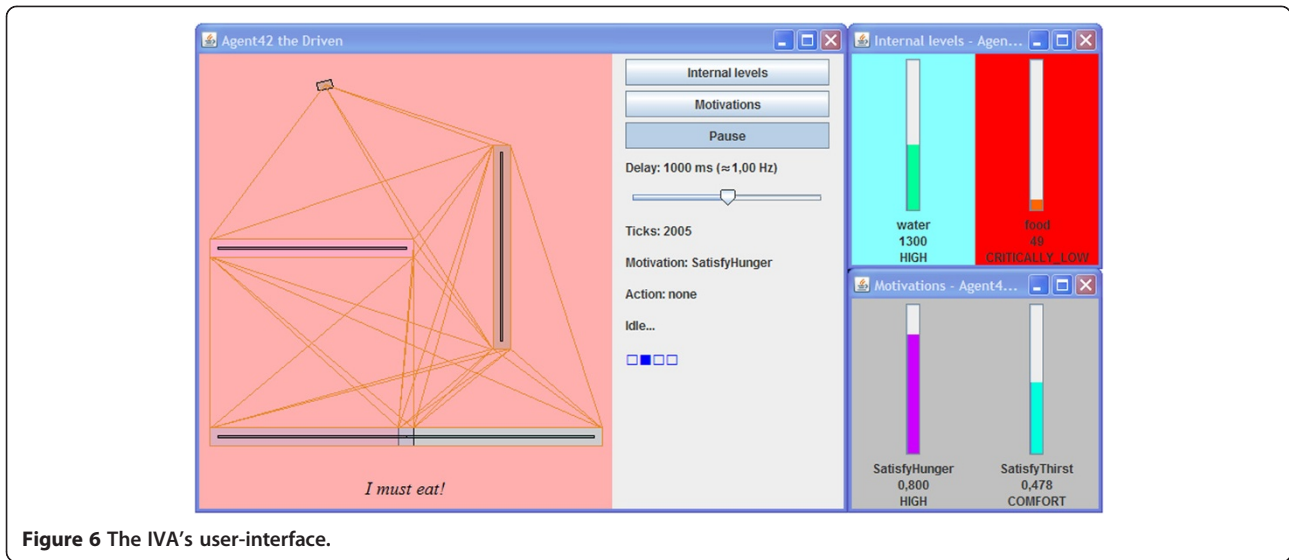 Agent42 the Driven
Internal levels
Motivations
Pause
Delay: 1000 ms (≈1,00 Hz)
Ticks: 2005
Motivation: SatisfyHunger
Action: none
Idle...
I must eat!
Internal levels - Agen...
water
1300
HIGH
food
49
CRITICALLY_LOW
Motivations - Agent4...
SatisfyHunger
0,800
HIGH
SatisfyThirst
0,478
COMFORT
Figure 6 The IVA's user-interface.